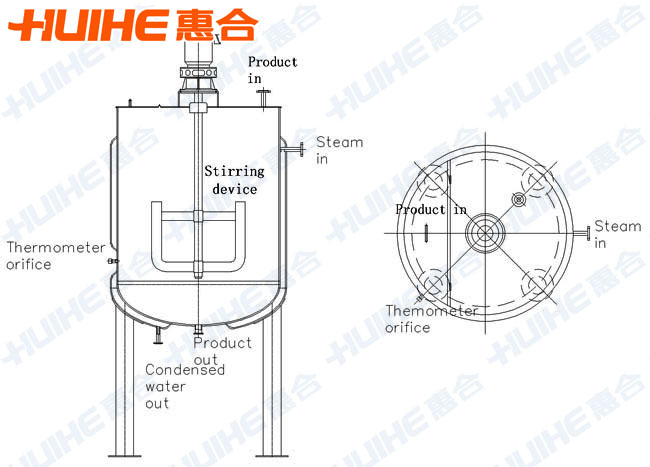 HUIHE 惠合
Product
in
Steam
in
Stirring
device
Thermometer
orifice
Product
out
Condensed
water
out
Product in
Steam
in
Themometer
orifice